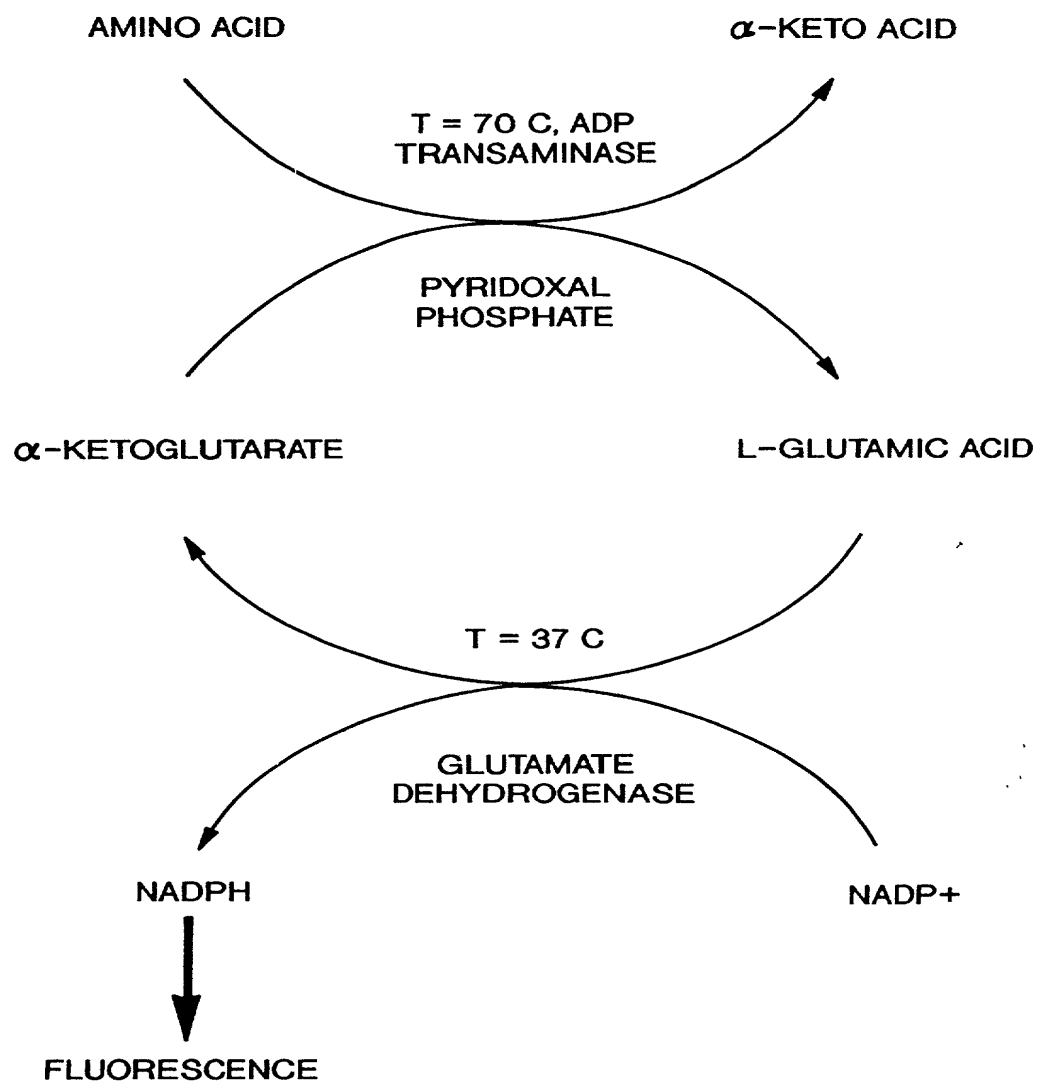 AMINO ACID
α-KETO ACID
T = 70 C, ADP
TRANSAMINASE
PYRIDOXAL
PHOSPHATE
α-KETOGLUTARATE
L-GLUTAMIC ACID
T = 37 C
GLUTAMATE
DEHYDROGENASE
NADPH
NADP+
FLUORESCENCE